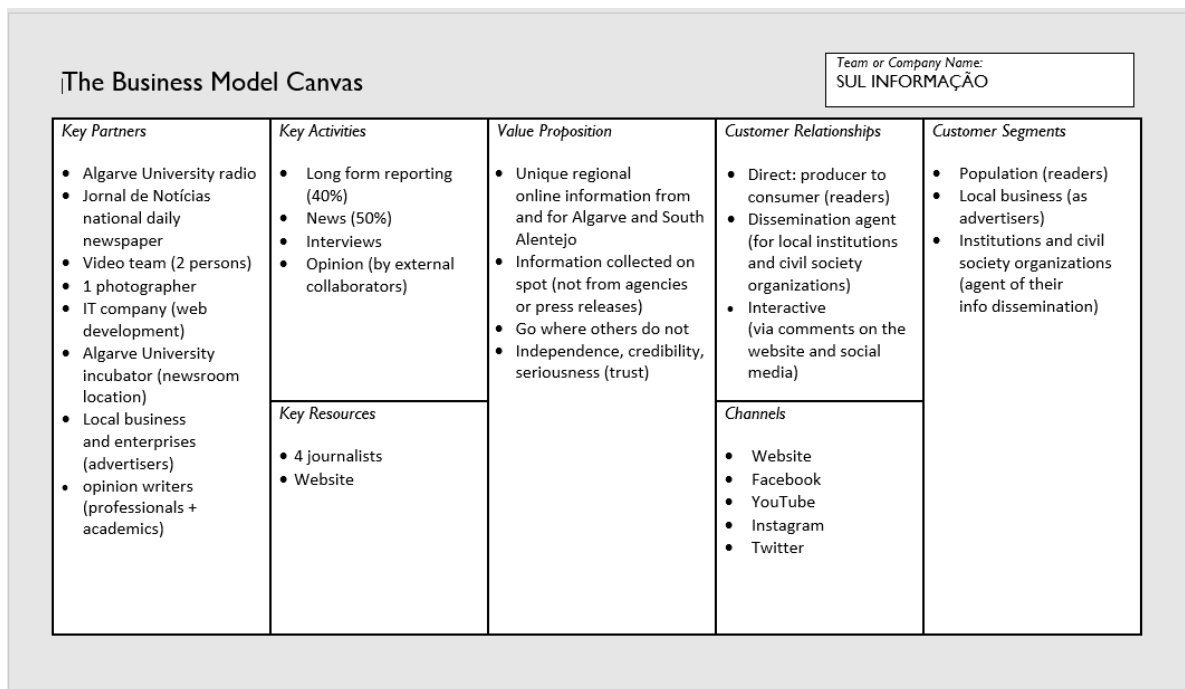 The Business Model Canvas
Team or Company Name:
SUL INFORMAÇÃO
Key Partners
• Algarve University radio
• Jornal de Notícias
national daily
newspaper
• Video team (2 persons)
• 1 photographer
• IT company (web
development)
• Algarve University
incubator (newsroom
location)
• Local business
and enterprises
(advertisers)
• opinion writers
(professionals +
academics)
Key Activities
• Long form reporting
(40%)
• News (50%)
• Interviews
• Opinion (by external
collaborators)
Key Resources
• 4 journalists
• Website
Value Proposition
• Unique regional
online information from
and for Algarve and South
Alentejo
• Information collected on
spot (not from agencies
or press releases)
• Go where others do not
• Independence, credibility,
seriousness (trust)
Customer Relationships
• Direct: producer to
consumer (readers)
• Dissemination agent
(for local institutions
and civil society
organizations)
• Interactive
(via comments on the
website and social
media)
Channels
• Website
• Facebook
• YouTube
• Instagram
• Twitter
Customer Segments
• Population (readers)
• Local business (as
advertisers)
• Institutions and civil
society organizations
(agent of their
info dissemination)